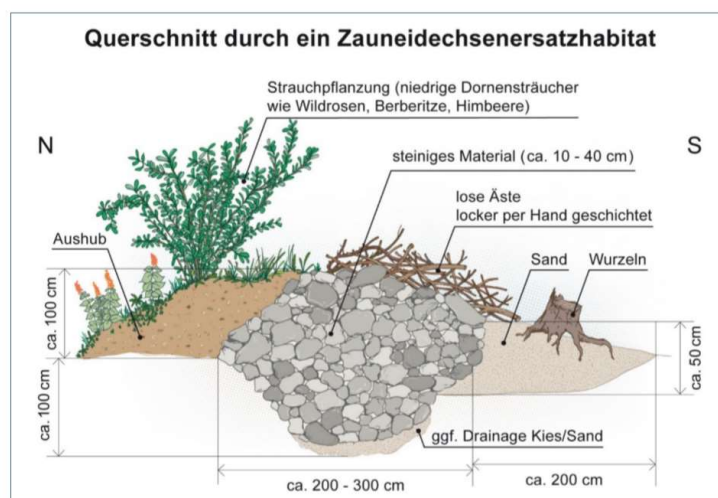 Querschnitt durch ein Zauneidechsenersatzhabitat
Strauchpflanzung (niedrige Dornensträucher
wie Wildrosen, Berberitze, Himbeere)
N
S
steiniges Material (ca. 10 - 40 cm)
lose Äste
locker per Hand geschichtet
Aushub
Sand
Wurzeln
ca. 100 cm
ca. 50 cm
ca. 100 cm
ggf. Drainage Kies/Sand
ca. 200 - 300 cm
ca. 200 cm